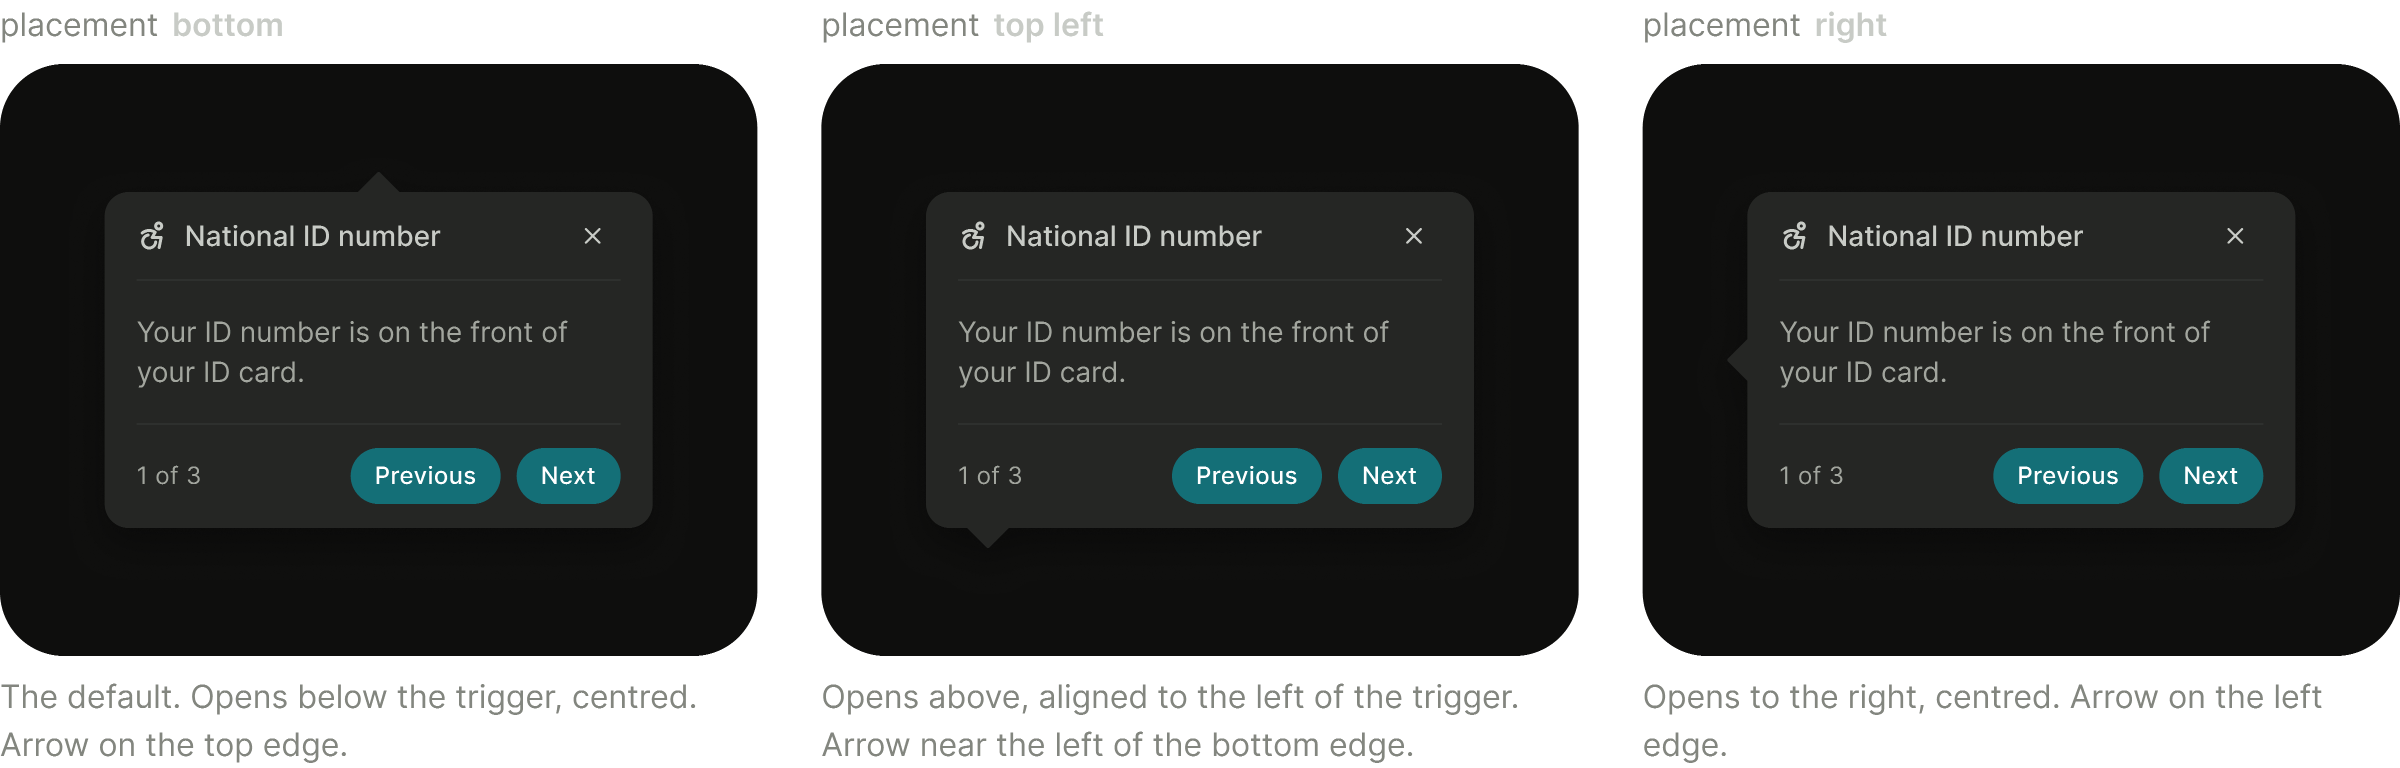 placement bottom
National ID number
Your ID number is on the front of
your ID card.
1 of 3
Previous
Next
The default. Opens below the trigger, centred.
Arrow on the top edge.
placement top left
National ID number
Your ID number is on the front of
your ID card.
1 of 3
Previous
Next
Opens above, aligned to the left of the trigger.
Arrow near the left of the bottom edge.
placement right
National ID number
Your ID number is on the front of
your ID card.
1 of 3
Previous
Next
Opens to the right, centred. Arrow on the left
edge.